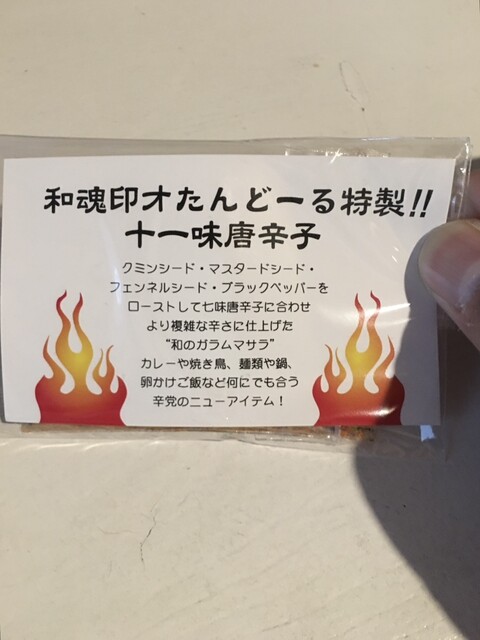 和魂印才たんどーる特製!!
十一味唐辛子
クミンシード・マスタードシード・
フェンネルシード・ブラックペッパーを
ローストして七味唐辛子に合わせ
より複雑な辛さに仕上げた
“和のガラムマサラ”
カレーや焼き鳥、麺類や鍋、
卵かけご飯など何にでも合う
辛党のニューアイテム！